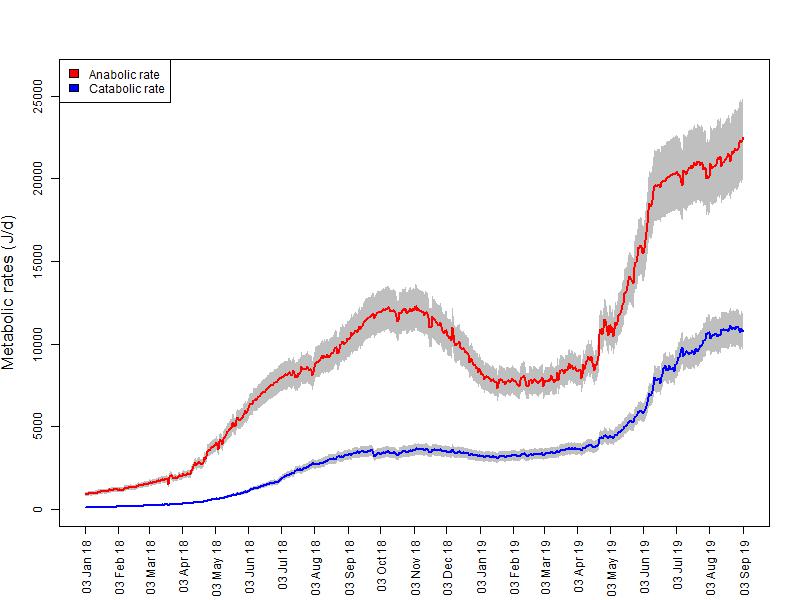 Anabolic rate
Catabolic rate
Metabolic rates (J/d)
25000
20000
15000
10000
5000
0
03 Jan 18
03 Feb 18
03 Mar 18
03 Apr 18
03 May 18
03 Jun 18
03 Jul 18
03 Aug 18
03 Sep 18
03 Oct 18
03 Nov 18
03 Dec 18
03 Jan 19
03 Feb 19
03 Mar 19
03 Apr 19
03 May 19
03 Jun 19
03 Jul 19
03 Aug 19
03 Sep 19